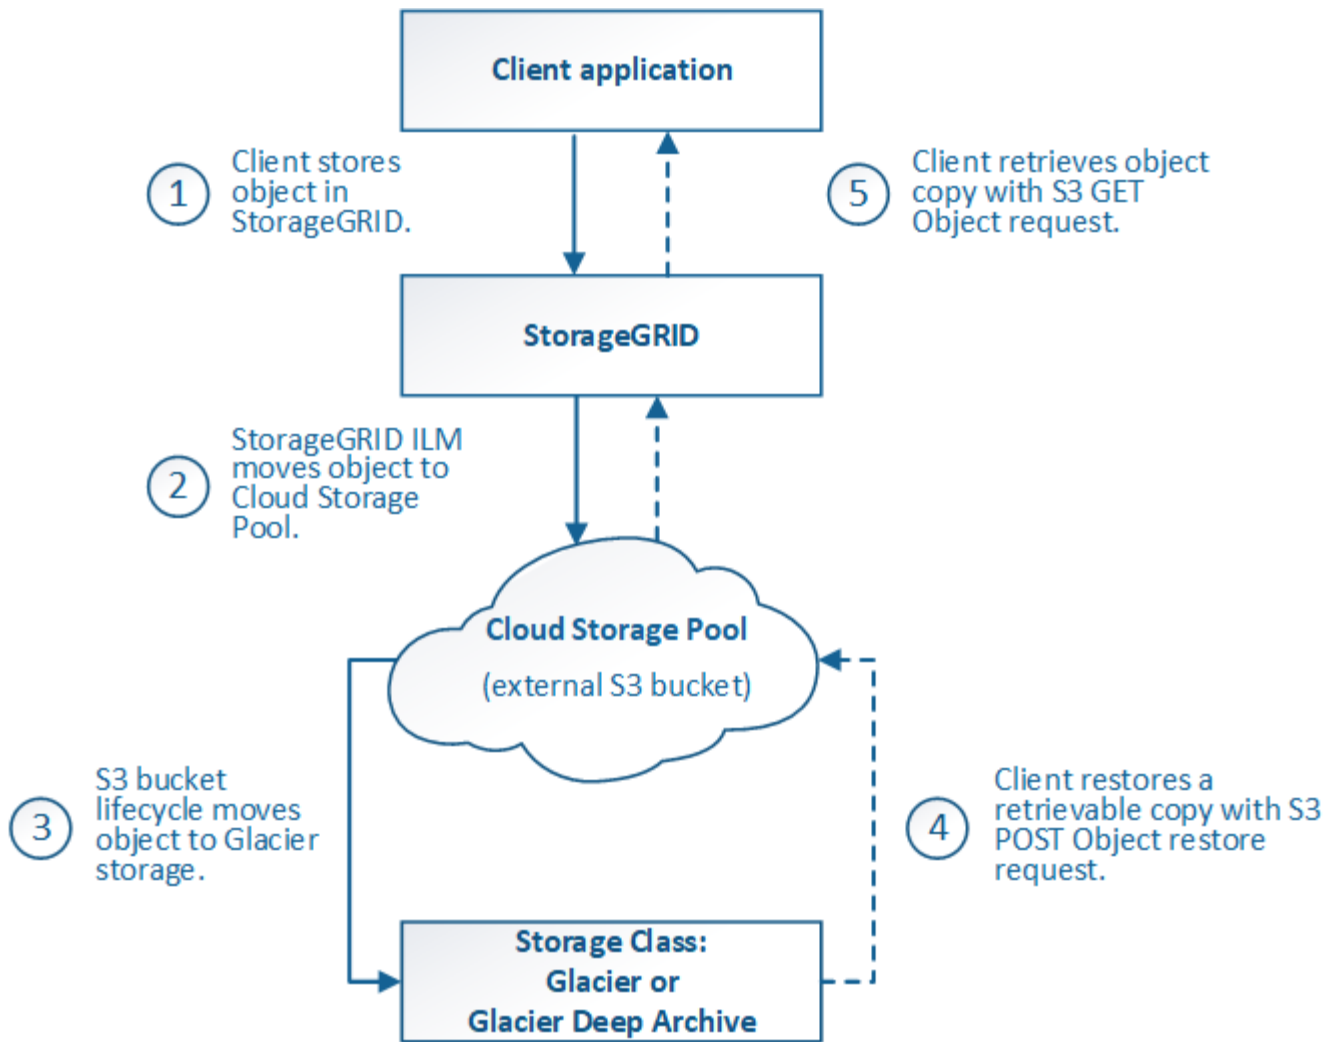 Client application
1
Client stores
object in
StorageGRID.
5
Client retrieves object
copy with S3 GET
Object request.
StorageGRID
2
StorageGRID ILM
moves object to
Cloud Storage
Pool.
Cloud Storage Pool
(external S3 bucket)
3
S3 bucket
lifecycle moves
object to Glacier
storage.
4
Client restores a
retrievable copy with S3
POST Object restore
request.
Storage Class:
Glacier or
Glacier Deep Archive